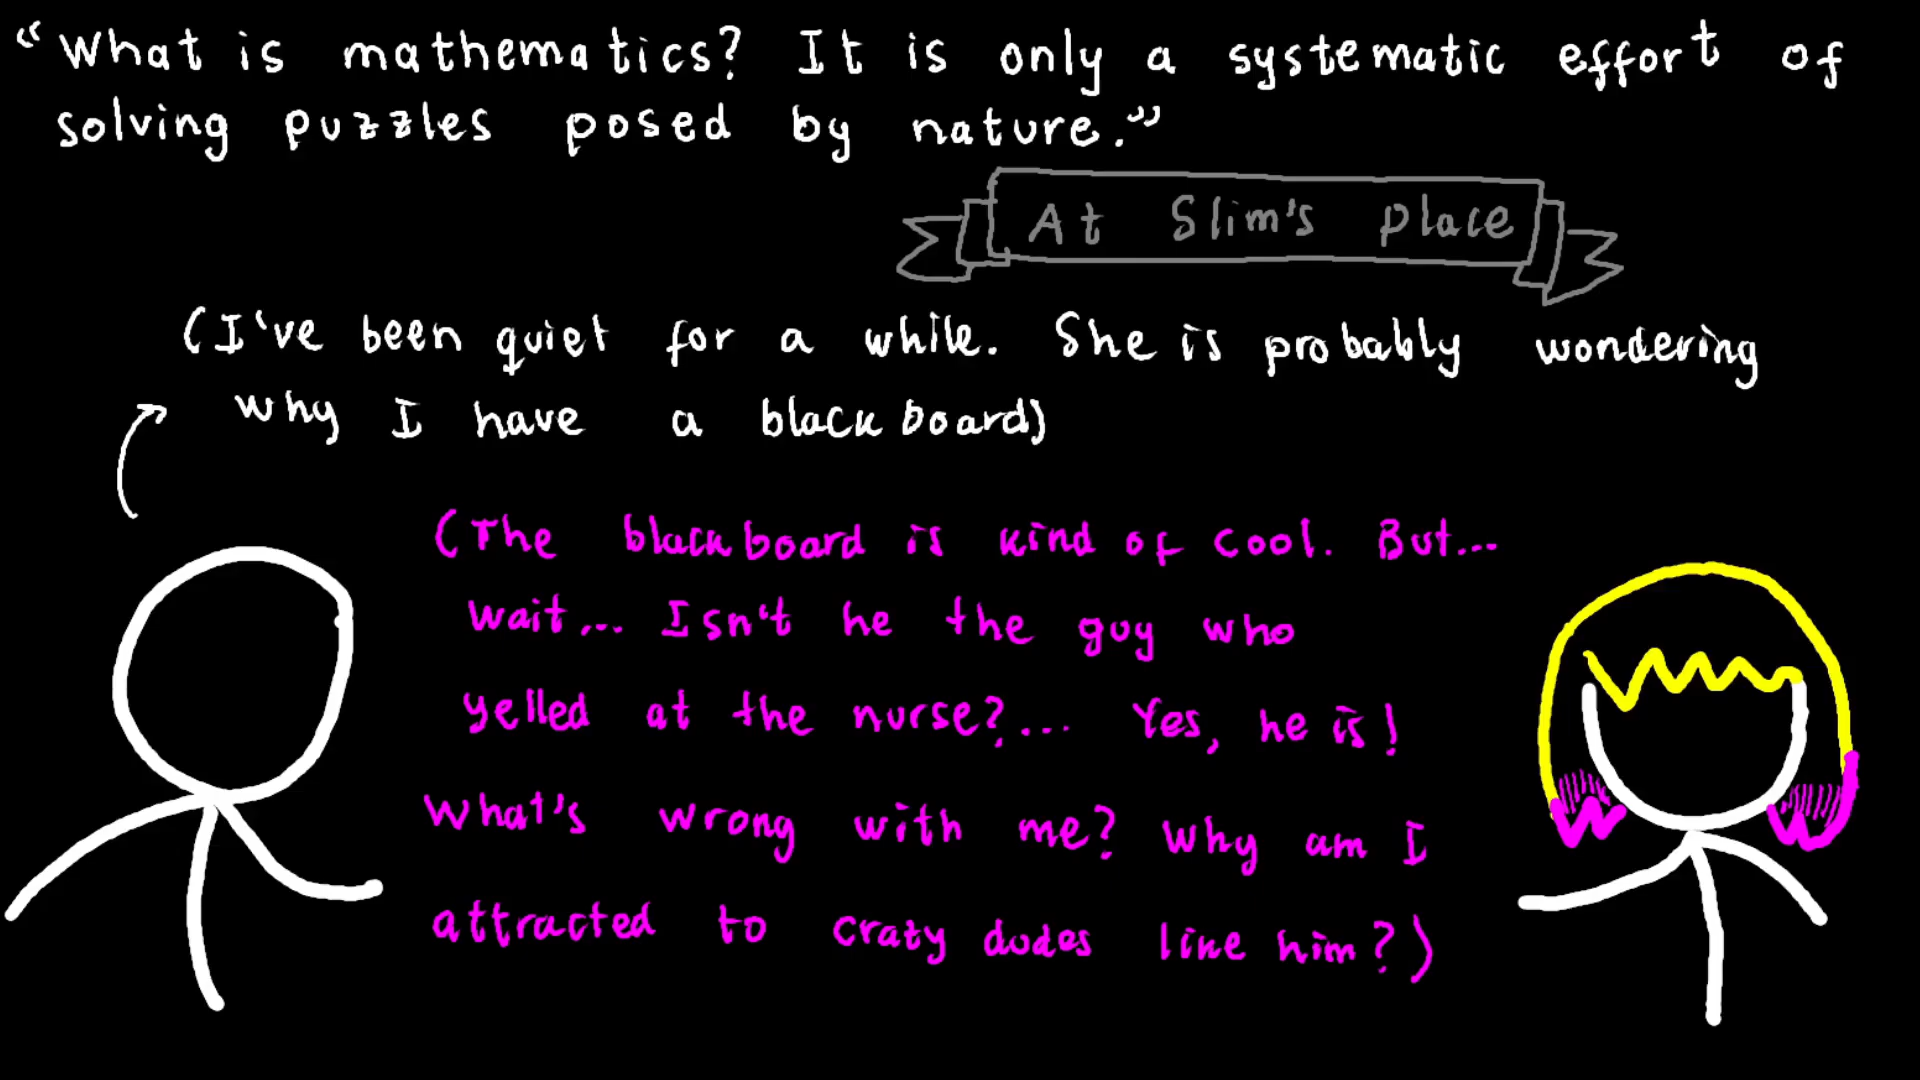 “What is mathematics? It is only a systematic effort of
solving puzzles posed by nature.”
At Slim's place
(I've been quiet for a while. She is probably wondering
why I have a blackboard)
(The blackboard is kind of cool. But...
wait... Isn't he the guy who
yelled at the nurse?... Yes, he is!
What's wrong with me? Why am I
attracted to crazy dudes like him?)